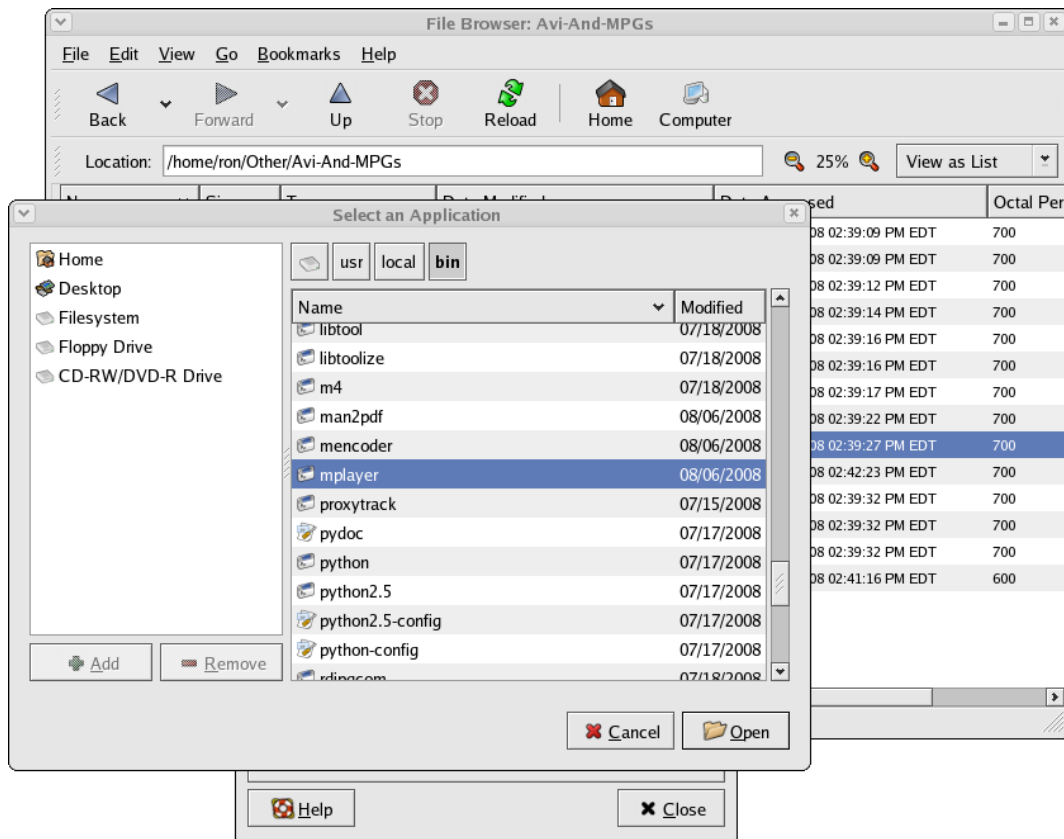 File Browser: Avi-And-MPGs
File Edit View Go Bookmarks Help
Back Forward Up Stop Reload Home Computer
Location: /home/ron/Other/Avi-And-MPGs 25% View as List
Octal Per
08 02:39:09 PM EDT 700
08 02:39:09 PM EDT 700
08 02:39:12 PM EDT 700
08 02:39:14 PM EDT 700
08 02:39:16 PM EDT 700
08 02:39:16 PM EDT 700
08 02:39:17 PM EDT 700
08 02:39:22 PM EDT 700
08 02:39:27 PM EDT 700
08 02:42:23 PM EDT 700
08 02:39:32 PM EDT 700
08 02:39:32 PM EDT 700
08 02:39:32 PM EDT 700
08 02:41:16 PM EDT 600
Select an Application
Home
Desktop
Filesystem
Floppy Drive
CD-RW/DVD-R Drive
Add Remove
usr local bin
Name Modified
libtool 07/18/2008
libtoolize 07/18/2008
m4 07/18/2008
man2pdf 08/06/2008
mencoder 08/06/2008
mplayer 08/06/2008
proxytrack 07/15/2008
pydoc 07/17/2008
python 07/17/2008
python2.5 07/17/2008
python2.5-config 07/17/2008
python-config 07/17/2008
07/18/2008
Cancel Open
Help Close